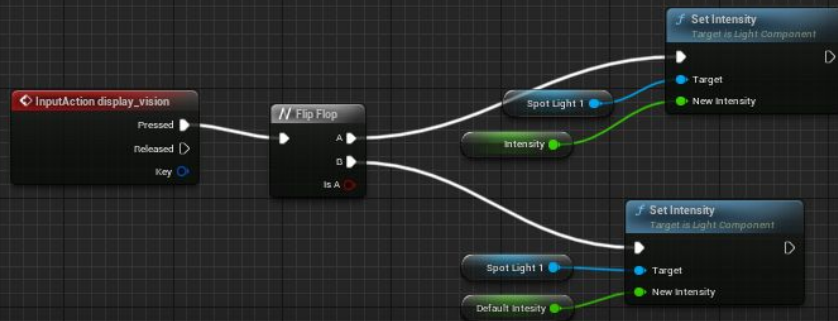 Set Intensity
Target is Light Component
Target
New Intensity
InputAction display_vision
Pressed
Released
Key
Flip Flop
A
B
Is A
Spot Light 1
Intensity
Set Intensity
Target is Light Component
Target
New Intensity
Spot Light 1
Default Intesity